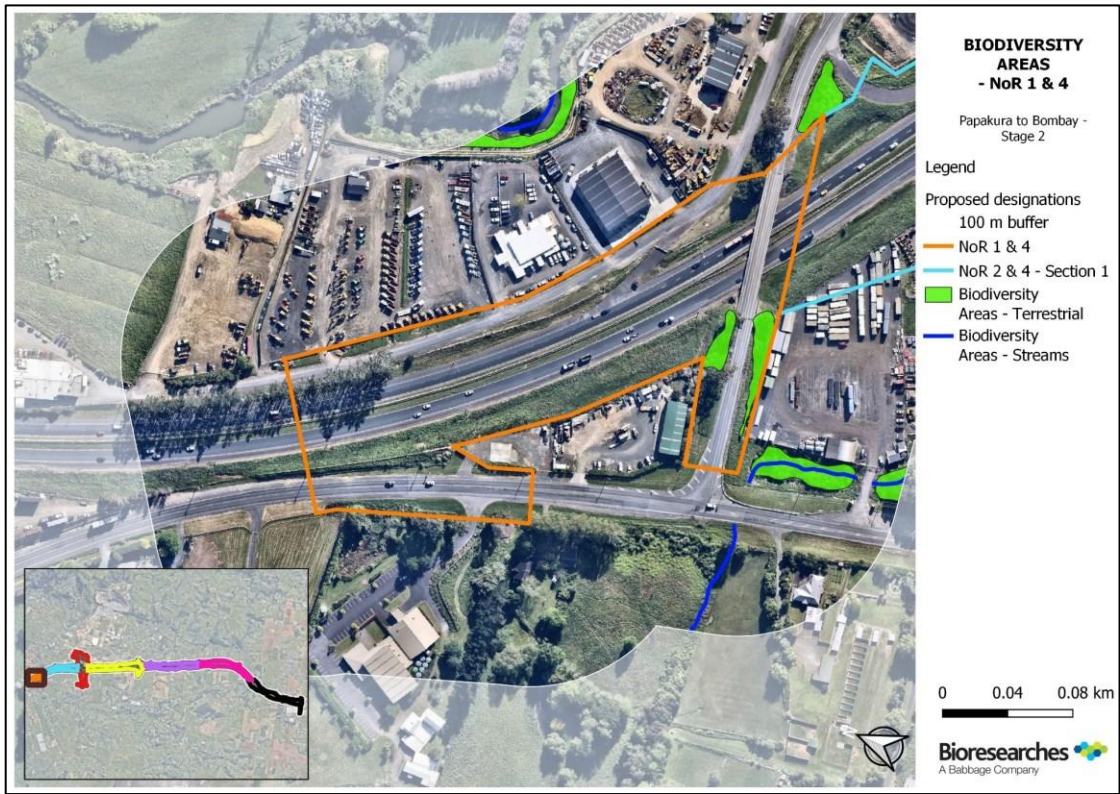 BIODIVERSITY
AREAS
- NoR 1 & 4
Papakura to Bombay -
Stage 2
Legend
Proposed designations
100 m buffer
NoR 1 & 4
NoR 2 & 4 - Section 1
Biodiversity
Areas - Terrestrial
Biodiversity
Areas - Streams
0 0.04 0.08 km
Bioresearches
A Babbage Company